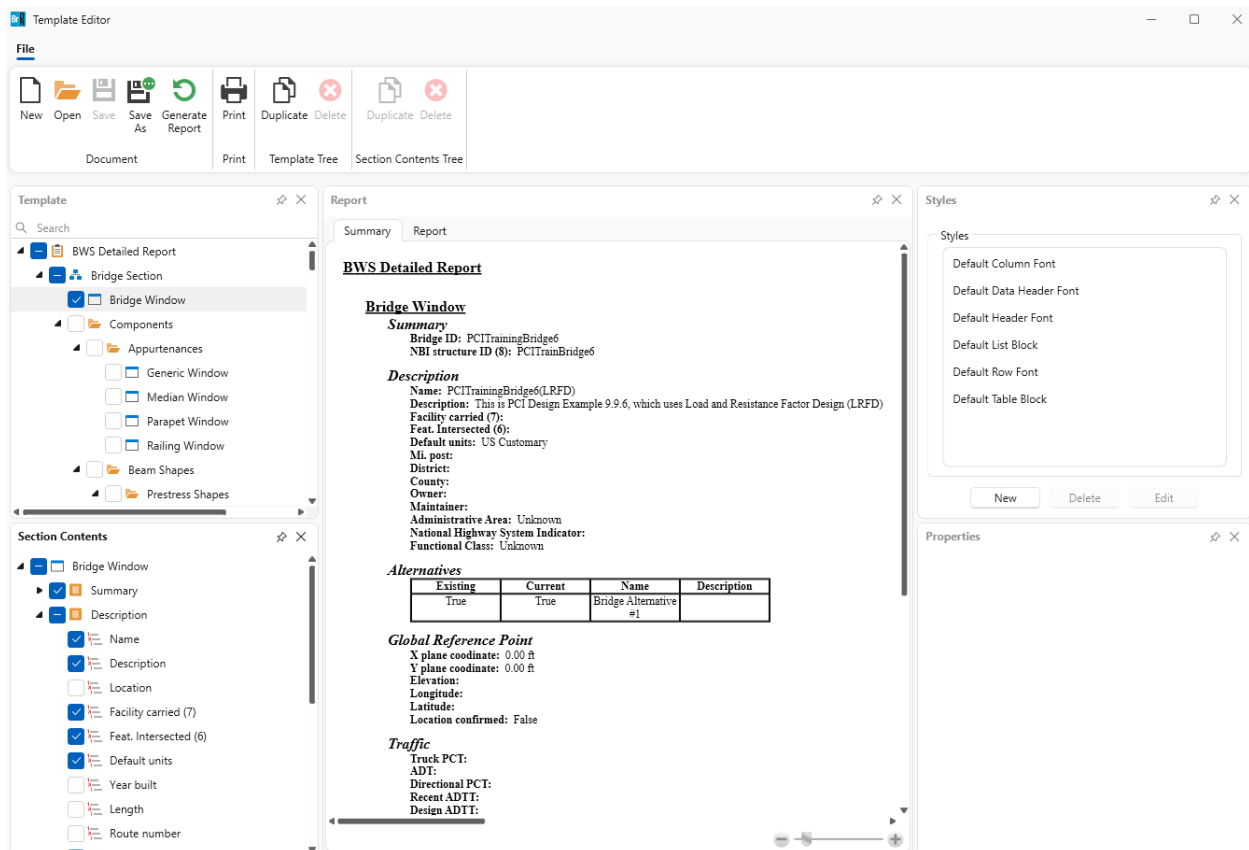 BrR Template Editor
File
New Open Save Save As Generate Report Print Duplicate Delete Duplicate Delete
Document Print Template Tree Section Contents Tree
Template
Search
BWS Detailed Report
Bridge Section
Bridge Window
Components
Appurtenances
Generic Window
Median Window
Parapet Window
Railing Window
Beam Shapes
Prestress Shapes
Section Contents
Bridge Window
Summary
Description
Name
Description
Location
Facility carried (7)
Feat. Intersected (6)
Default units
Year built
Length
Route number
Report
Summary Report
BWS Detailed Report
Bridge Window
Summary
Bridge ID: PCITrainingBridge6
NBI structure ID (8): PCITrainBridge6
Description
Name: PCITrainingBridge6(LRFD)
Description: This is PCI Design Example 9.9.6, which uses Load and Resistance Factor Design (LRFD)
Facility carried (7):
Feat. Intersected (6):
Default units: US Customary
Mi. post:
District:
County:
Owner:
Maintainer:
Administrative Area: Unknown
National Highway System Indicator:
Functional Class: Unknown
Alternatives
Existing Current Name Description
True True Bridge Alternative
#1
Global Reference Point
X plane coodinate: 0.00 ft
Y plane coodinate: 0.00 ft
Elevation:
Longitude:
Latitude:
Location confirmed: False
Traffic
Truck PCT:
ADT:
Directional PCT:
Recent ADTT:
Design ADTT:
Styles
Styles
Default Column Font
Default Data Header Font
Default Header Font
Default List Block
Default Row Font
Default Table Block
New Delete Edit
Properties